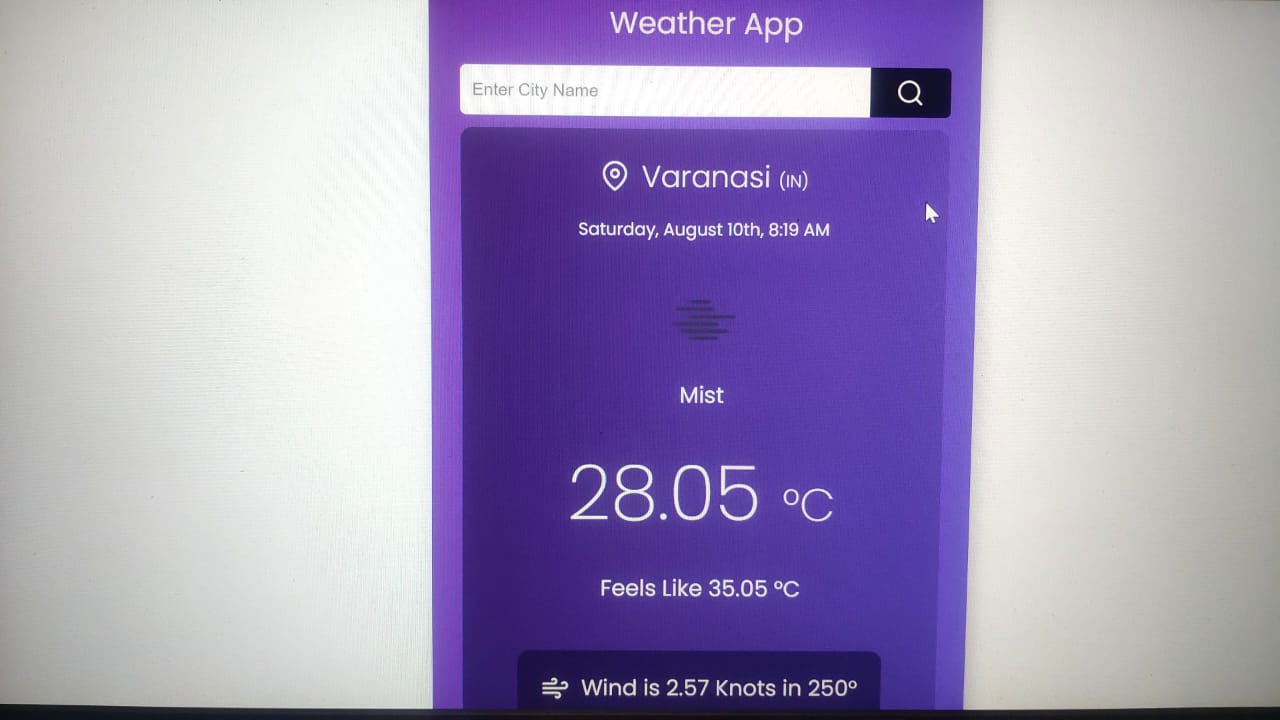 Weather App
Enter City Name
Varanasi (IN)
Saturday, August 10th, 8:19 AM
Mist
28.05 °C
Feels Like 35.05 °C
Wind is 2.57 Knots in 250°